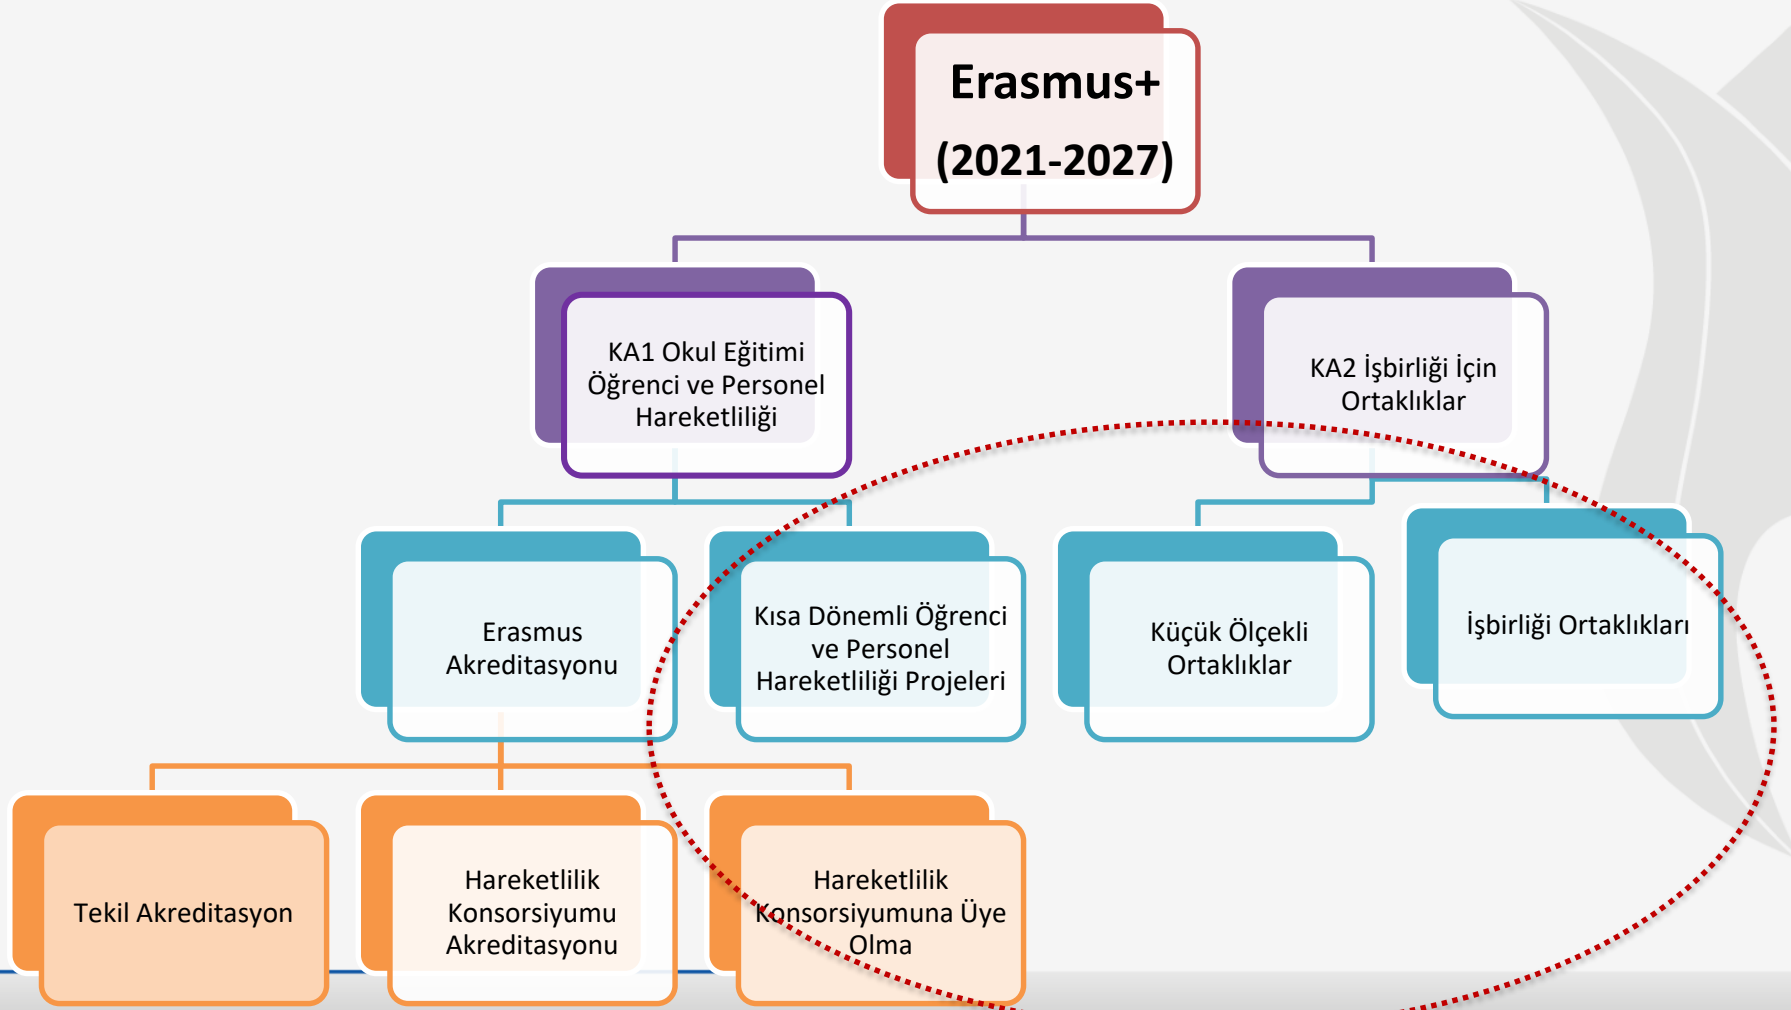 Erasmus+
(2021-2027)
KA1 Okul Eğitimi
Öğrenci ve Personel
Hareketliliği
KA2 İşbirliği İçin
Ortaklıklar
Erasmus
Akreditasyonu
Kısa Dönemli Öğrenci
ve Personel
Hareketliliği Projeleri
Küçük Ölçekli
Ortaklıklar
İşbirliği Ortaklıkları
Tekil Akreditasyon
Hareketlilik
Konsorsiyumu
Akreditasyonu
Hareketlilik
Konsorsiyumuna Üye
Olma